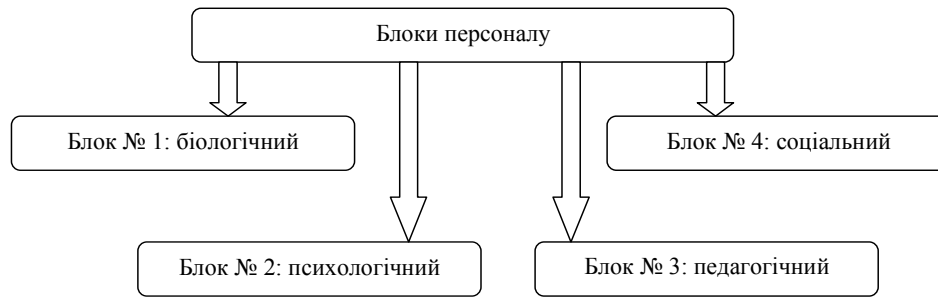 Блоки персоналу
Блок № 1: біологічний
Блок № 4: соціальний
Блок № 2: психологічний
Блок № 3: педагогічний